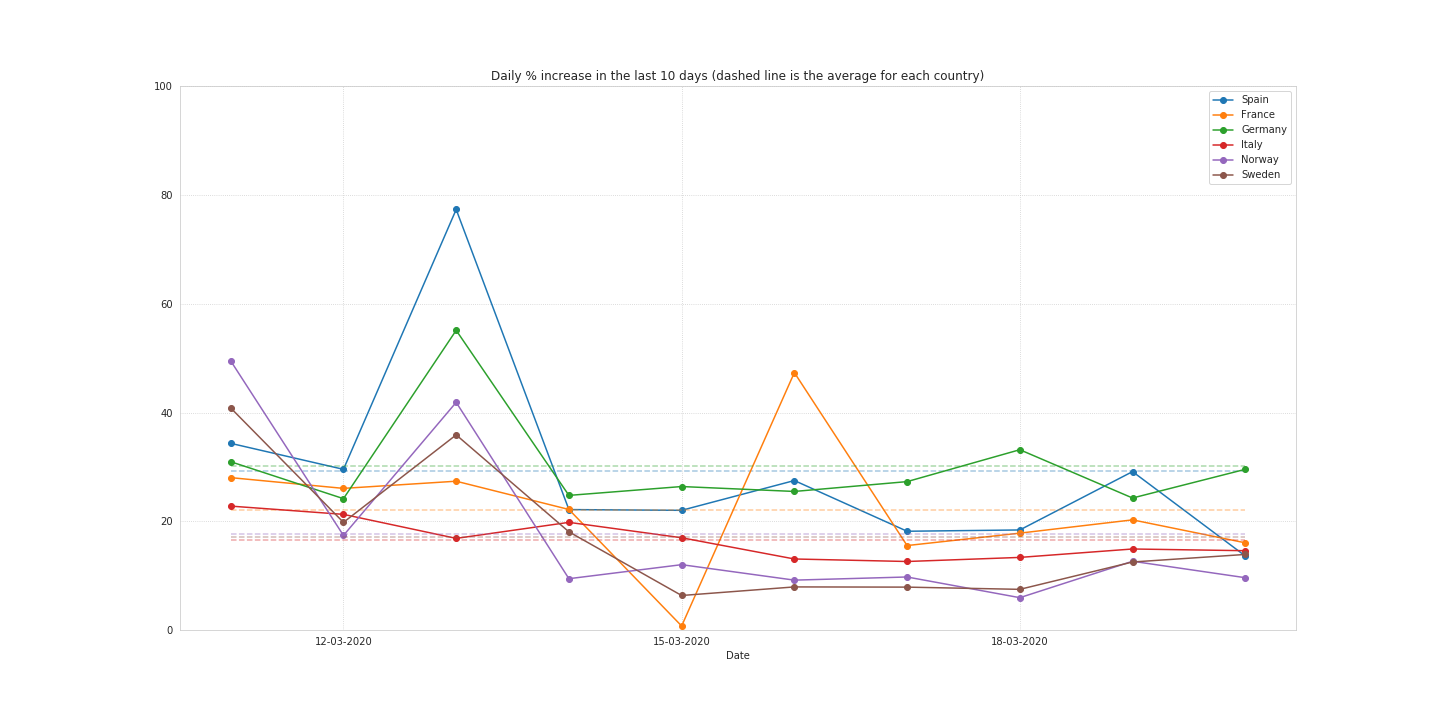 Daily % increase in the last 10 days (dashed line is the average for each country)
100
80
60
40
20
0
Spain
France
Germany
Italy
Norway
Sweden
12-03-2020 15-03-2020 18-03-2020
Date